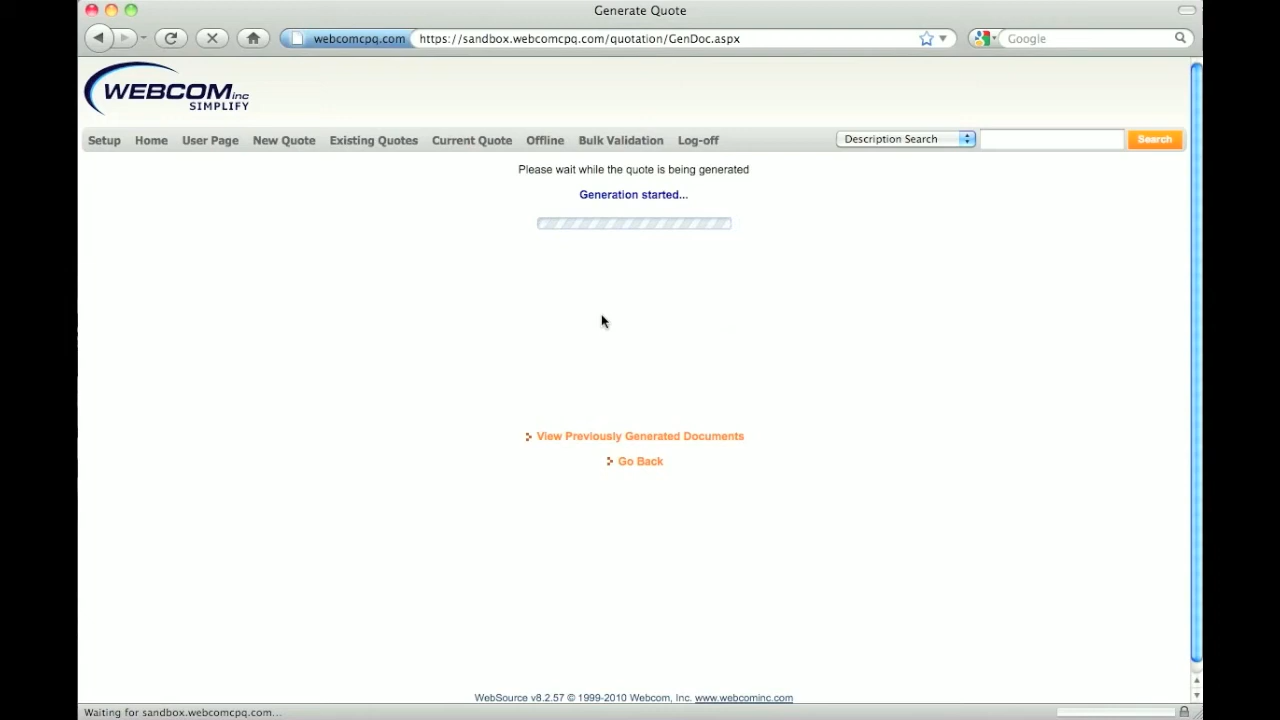 Generate Quote
webcomcpq.com https://sandbox.webcomcpq.com/quotation/GenDoc.aspx Google
WEBCOM inc
SIMPLIFY
Setup Home User Page New Quote Existing Quotes Current Quote Offline Bulk Validation Log-off Description Search Search
Please wait while the quote is being generated
Generation started...
View Previously Generated Documents
Go Back
WebSource v8.2.57 © 1999-2010 Webcom, Inc. www.webcominc.com
Waiting for sandbox.webcomcpq.com...